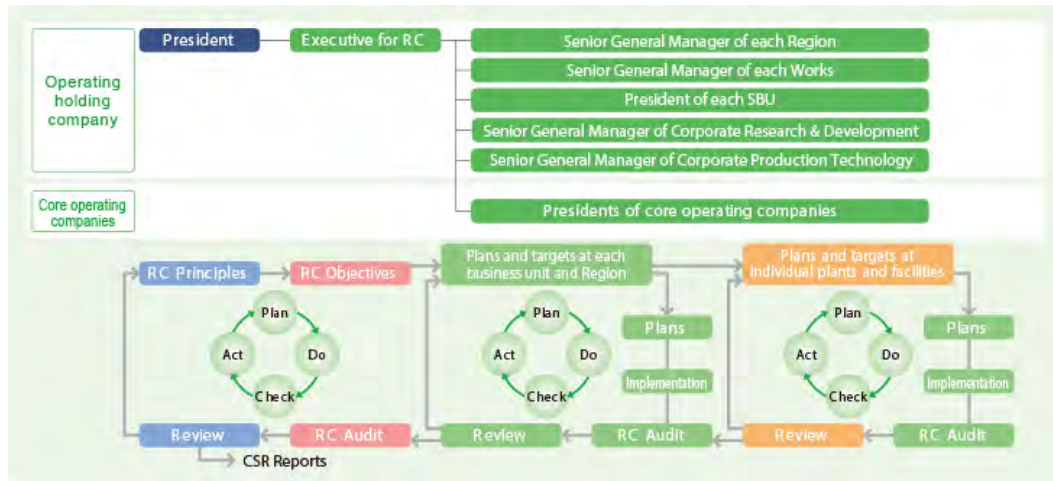 Operating
holding
company
President
Executive for RC
Senior General Manager of each Region
Senior General Manager of each Works
President of each SBU
Senior General Manager of Corporate Research & Development
Senior General Manager of Corporate Production Technology
Core operating
companies
Presidents of core operating companies
RC Principles
RC Objectives
Plans and targets at each
business unit and Region
Plans and targets at
individual plants and facilities
Plan
Do
Check
Act
Plan
Do
Check
Act
Plans
Implementation
Plan
Do
Check
Act
Plans
Implementation
Review
RC Audit
Review
RC Audit
Review
RC Audit
CSR Reports